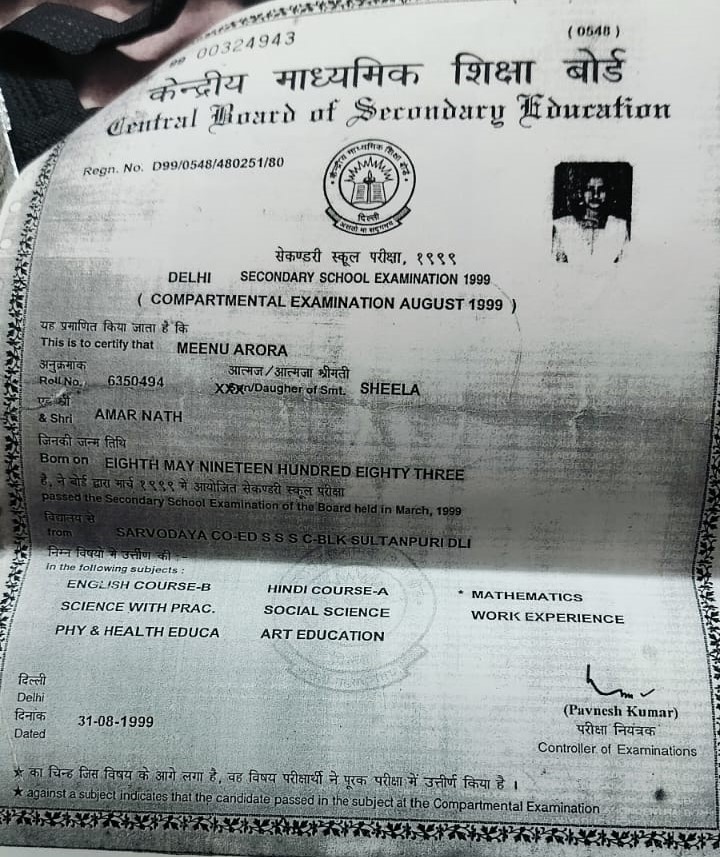 (0548)
99 00324943
केन्द्रीय माध्यमिक शिक्षा बोर्ड
Central Board of Secondary Education
Regn. No. D99/0548/480251/80
केन्द्रीय माध्यमिक शिक्षा बोर्ड
दिल्ली
असतो मा सद्गमय
सेकण्डरी स्कूल परीक्षा, १९९९
DELHI SECONDARY SCHOOL EXAMINATION 1999
( COMPARTMENTAL EXAMINATION AUGUST 1999 )
यह प्रमाणित किया जाता है कि
This is to certify that MEENU ARORA
अनुक्रमांक आत्मज/आत्मजा श्रीमती
Roll No. 6350494 XXXn/Daugher of Smt. SHEELA
एवं श्री
& Shri AMAR NATH
जिनकी जन्म तिथि
Born on EIGHTH MAY NINETEEN HUNDRED EIGHTY THREE
है, ने बोर्ड द्वारा मार्च १९९९ में आयोजित सेकण्डरी स्कूल परीक्षा
passed the Secondary School Examination of the Board held in March, 1999
विद्यालय से
from SARVODAYA CO-ED S S S C-BLK SULTANPURI DLI
निम्न विषयों में उत्तीर्ण की :-
in the following subjects :
ENGLISH COURSE-B HINDI COURSE-A * MATHEMATICS
SCIENCE WITH PRAC. SOCIAL SCIENCE WORK EXPERIENCE
PHY & HEALTH EDUCA ART EDUCATION
दिल्ली
Delhi
दिनांक
Dated 31-08-1999
(Pavnesh Kumar)
परीक्षा नियंत्रक
Controller of Examinations
★ का चिन्ह जिस विषय के आगे लगा है, वह विषय परीक्षार्थी ने पूरक परीक्षा में उत्तीर्ण किया है ।
★ against a subject indicates that the candidate passed in the subject at the Compartmental Examination